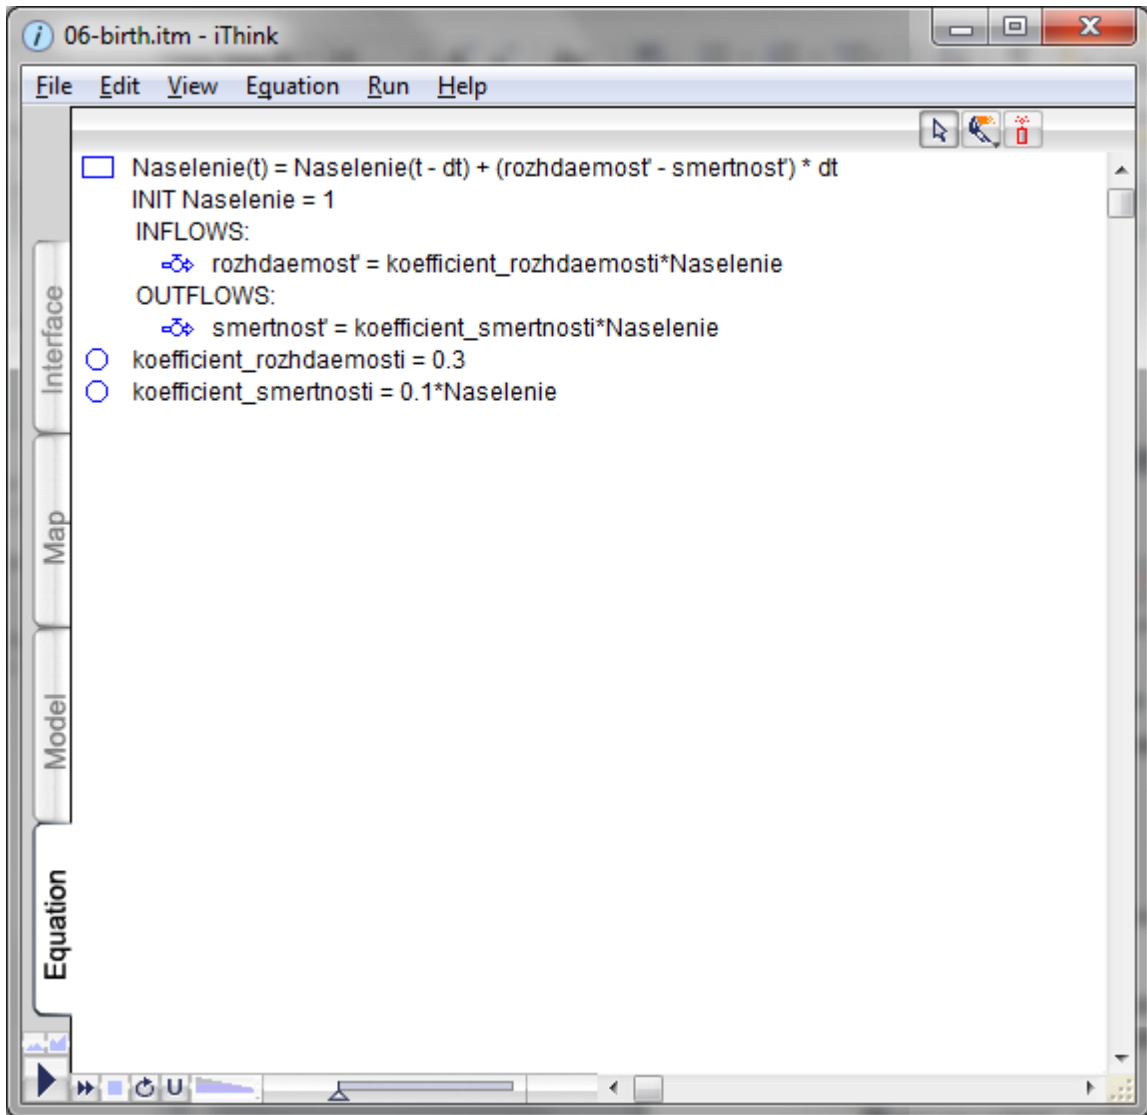 06-birth.itm - iThink
File Edit View Equation Run Help
Naselenie(t) = Naselenie(t - dt) + (rozhdaemost' - smertnost') * dt
INIT Naselenie = 1
INFLOWS:
rozhdaemost' = koefficient_rozhdaemosti*Naselenie
OUTFLOWS:
smertnost' = koefficient_smertnosti*Naselenie
koefficient_rozhdaemosti = 0.3
koefficient_smertnosti = 0.1*Naselenie
Interface
Map
Model
Equation
U